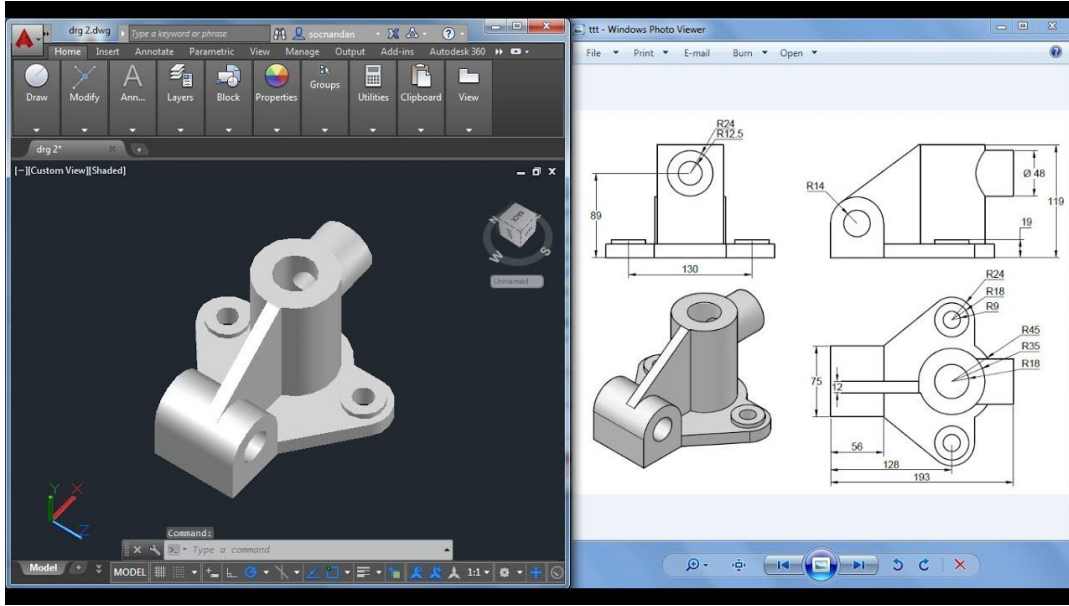 drg 2.dwg
Type a keyword or phrase
socnandan
Home Insert Annotate Parametric View Manage Output Add-ins Autodesk 360
Draw Modify Ann... Layers Block Properties Groups Utilities Clipboard View
drg 2*
[−][Custom View][Shaded]
BACK
N
W
S
Unnamed
Y X
Z
Command:
Type a command
Model
MODEL
1:1
ttt - Windows Photo Viewer
File Print E-mail Burn Open
R24
R12.5
89
130
R14
Ø 48
119
19
R24
R18
R9
R45
R35
R18
75
12
56
128
193